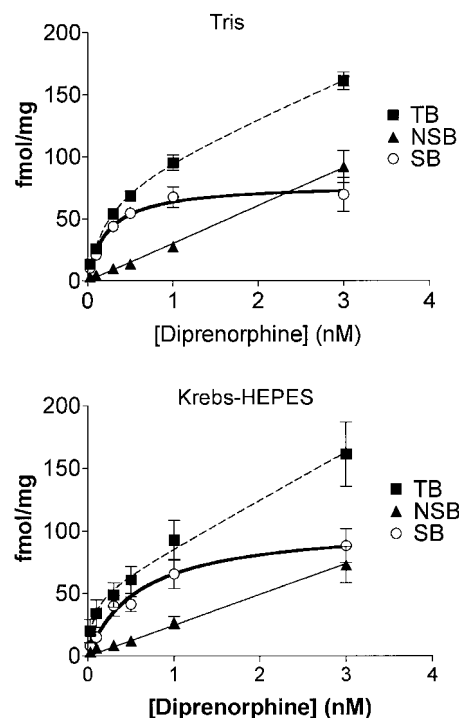 Tris
fmol/mg
200
150
100
50
0
0 1 2 3 4
[Diprenorphine] (nM)
TB
NSB
SB
Krebs-HEPES
fmol/mg
200
150
100
50
0
0 1 2 3 4
[Diprenorphine] (nM)
TB
NSB
SB